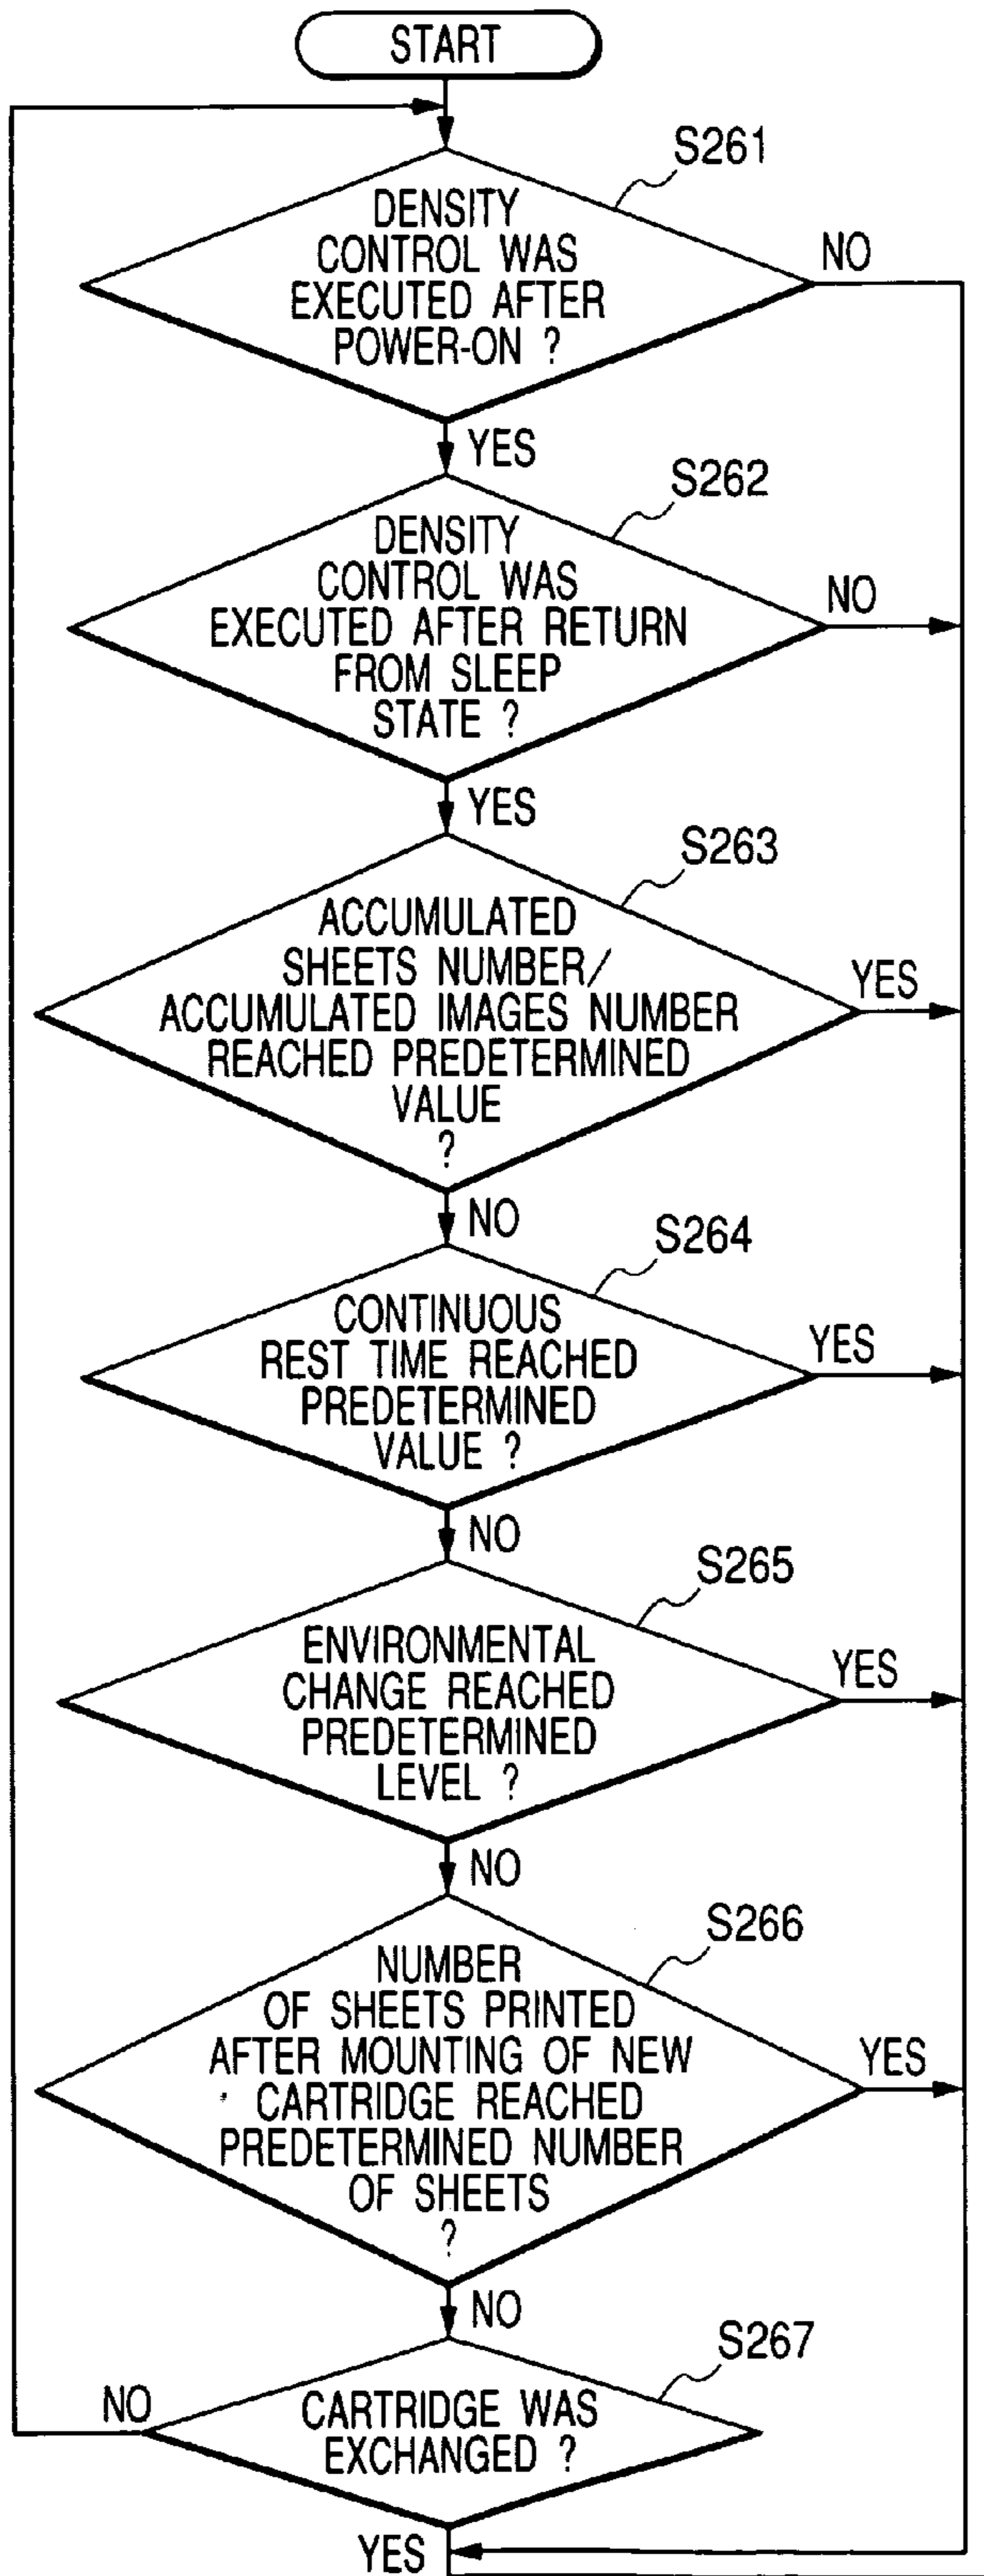 START
S261
DENSITY
CONTROL WAS
EXECUTED AFTER
POWER-ON ?
NO
YES
S262
DENSITY
CONTROL WAS
EXECUTED AFTER RETURN
FROM SLEEP
STATE ?
NO
YES
S263
ACCUMULATED
SHEETS NUMBER/
ACCUMULATED IMAGES NUMBER
REACHED PREDETERMINED
VALUE
?
YES
NO
S264
CONTINUOUS
REST TIME REACHED
PREDETERMINED
VALUE ?
YES
NO
S265
ENVIRONMENTAL
CHANGE REACHED
PREDETERMINED
LEVEL ?
YES
NO
S266
NUMBER
OF SHEETS PRINTED
AFTER MOUNTING OF NEW
CARTRIDGE REACHED
PREDETERMINED NUMBER
OF SHEETS
?
YES
NO
S267
CARTRIDGE WAS
EXCHANGED ?
NO
YES